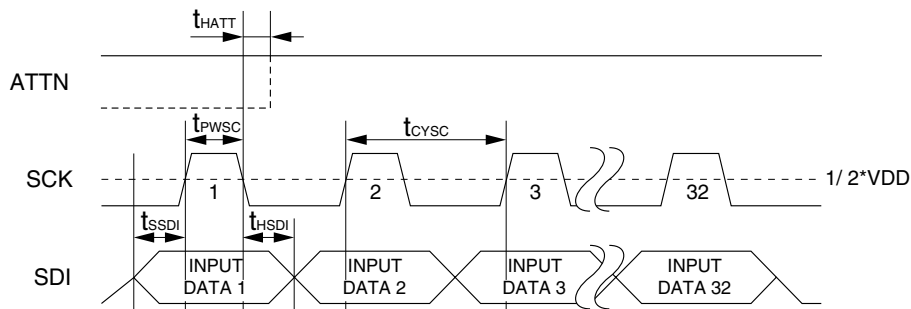 tHATT
ATTN
tPWSC
tCYSC
SCK
1
2
3
32
1/ 2*VDD
tSSDI
tHSDI
SDI
INPUT
DATA 1
INPUT
DATA 2
INPUT
DATA 3
INPUT
DATA 32